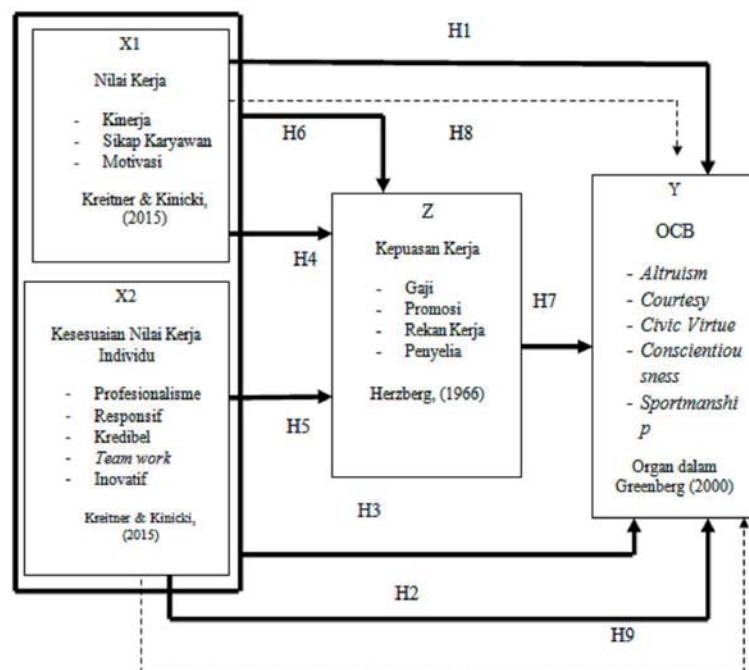 X1
Nilai Kerja
- Kinerja
- Sikap Karyawan
- Motivasi
Kreitner & Kinicki,
(2015)
X2
Kesesuaian Nilai Kerja
Individu
- Profesionalisme
- Responsif
- Kredibel
- Team work
- Inovatif
Kreitner & Kinicki,
(2015)
H1
H6
H8
H4
H5
Z
Kepuasan Kerja
- Gaji
- Promosi
- Rekan Kerja
- Penyelia
Herzberg, (1966)
H7
H3
H2
H9
Y
OCB
- Altruism
- Courtesy
- Civic Virtue
- Conscientiou
sness
- Sportmanshi
p
Organ dalam
Greenberg (2000)